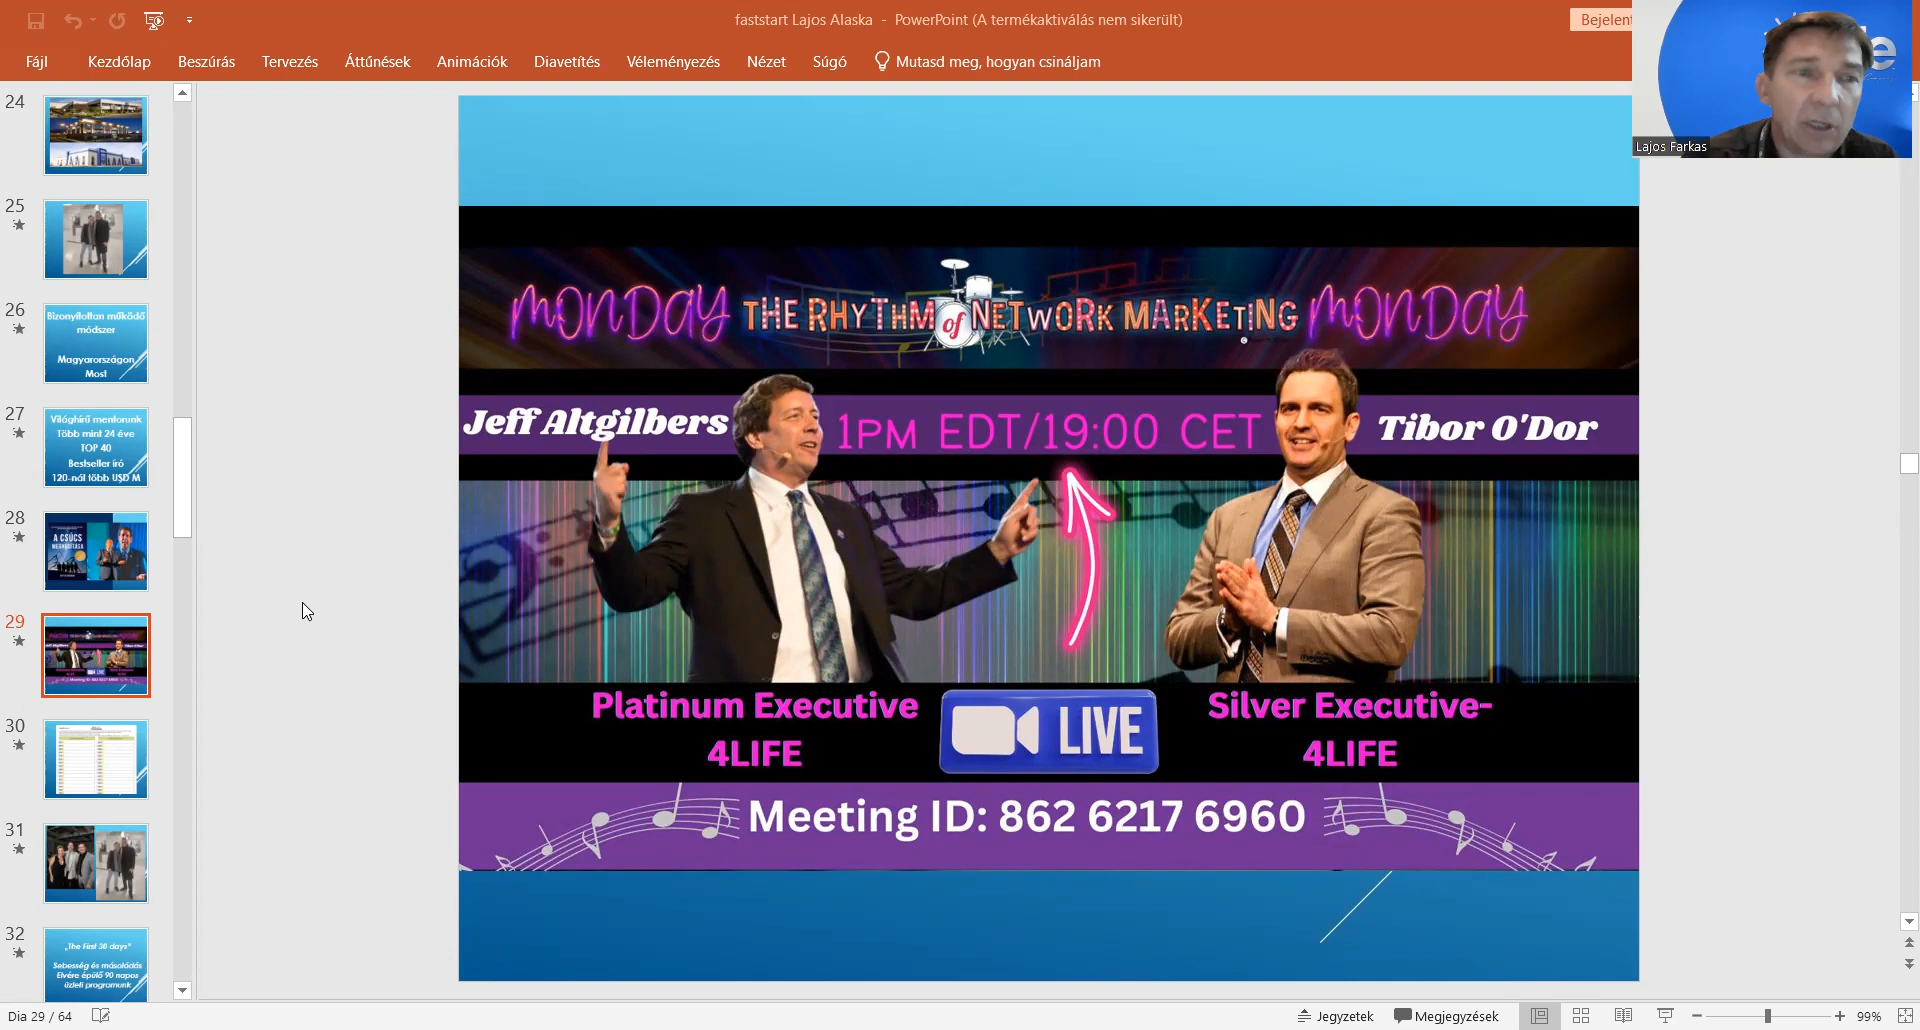 faststart Lajos Alaska - PowerPoint (A termékaktiválás nem sikerült)
Bejelent
Fájl Kezdőlap Beszúrás Tervezés Áttűnések Animációk Diavetítés Véleményezés Nézet Súgó Mutasd meg, hogyan csináljam
Lajos Farkas
24
25
26
Bizonyítottan működő
módszer
Magyarországon
Most
27
Világhírű mentorunk
Több mint 24 éve
TOP 40
Bestseller író
120-nál több USD M
28
A CSÚCS
MEGHÓDÍTÁSA
29
30
31
32
„The First 30 days"
Sebesség és másolódás
Elvére épülő 90 napos
üzleti programunk
MONDAY THE RHYTHM of NETWORK MARKETING MONDAY
Jeff Altgilbers 1PM EDT/19:00 CET Tibor O'Dor
Platinum Executive
4LIFE
LIVE
Silver Executive-
4LIFE
Meeting ID: 862 6217 6960
Dia 29 / 64
Jegyzetek Megjegyzések 99%